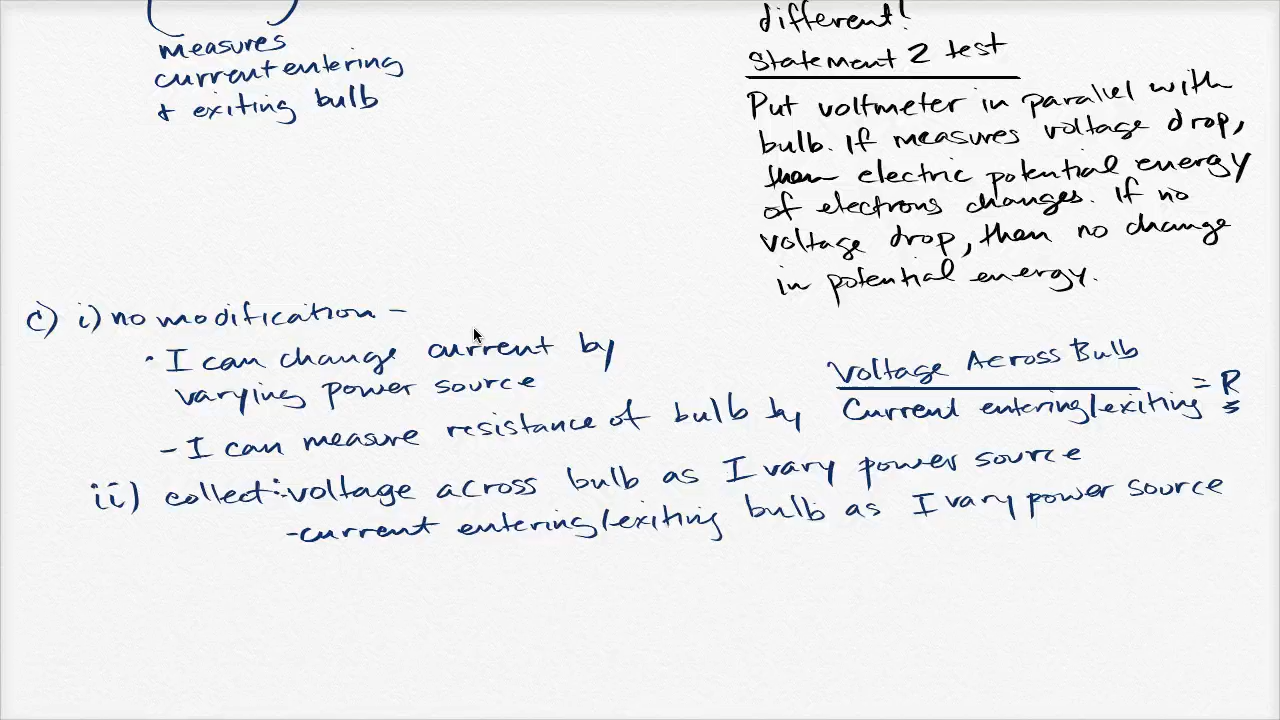 measures
current entering
+ exiting bulb
different!
Statement 2 test
Put voltmeter in parallel with
bulb. If measures voltage drop,
then electric potential energy
of electrons changes. If no
voltage drop, then no change
in potential energy.
c) i) no modification -
• I can change current by
varying power source
- I can measure resistance of bulb by
Voltage Across Bulb
Current entering/exiting = R
ii) collect: - voltage across bulb as I vary power source
- current entering/exiting bulb as I vary power source